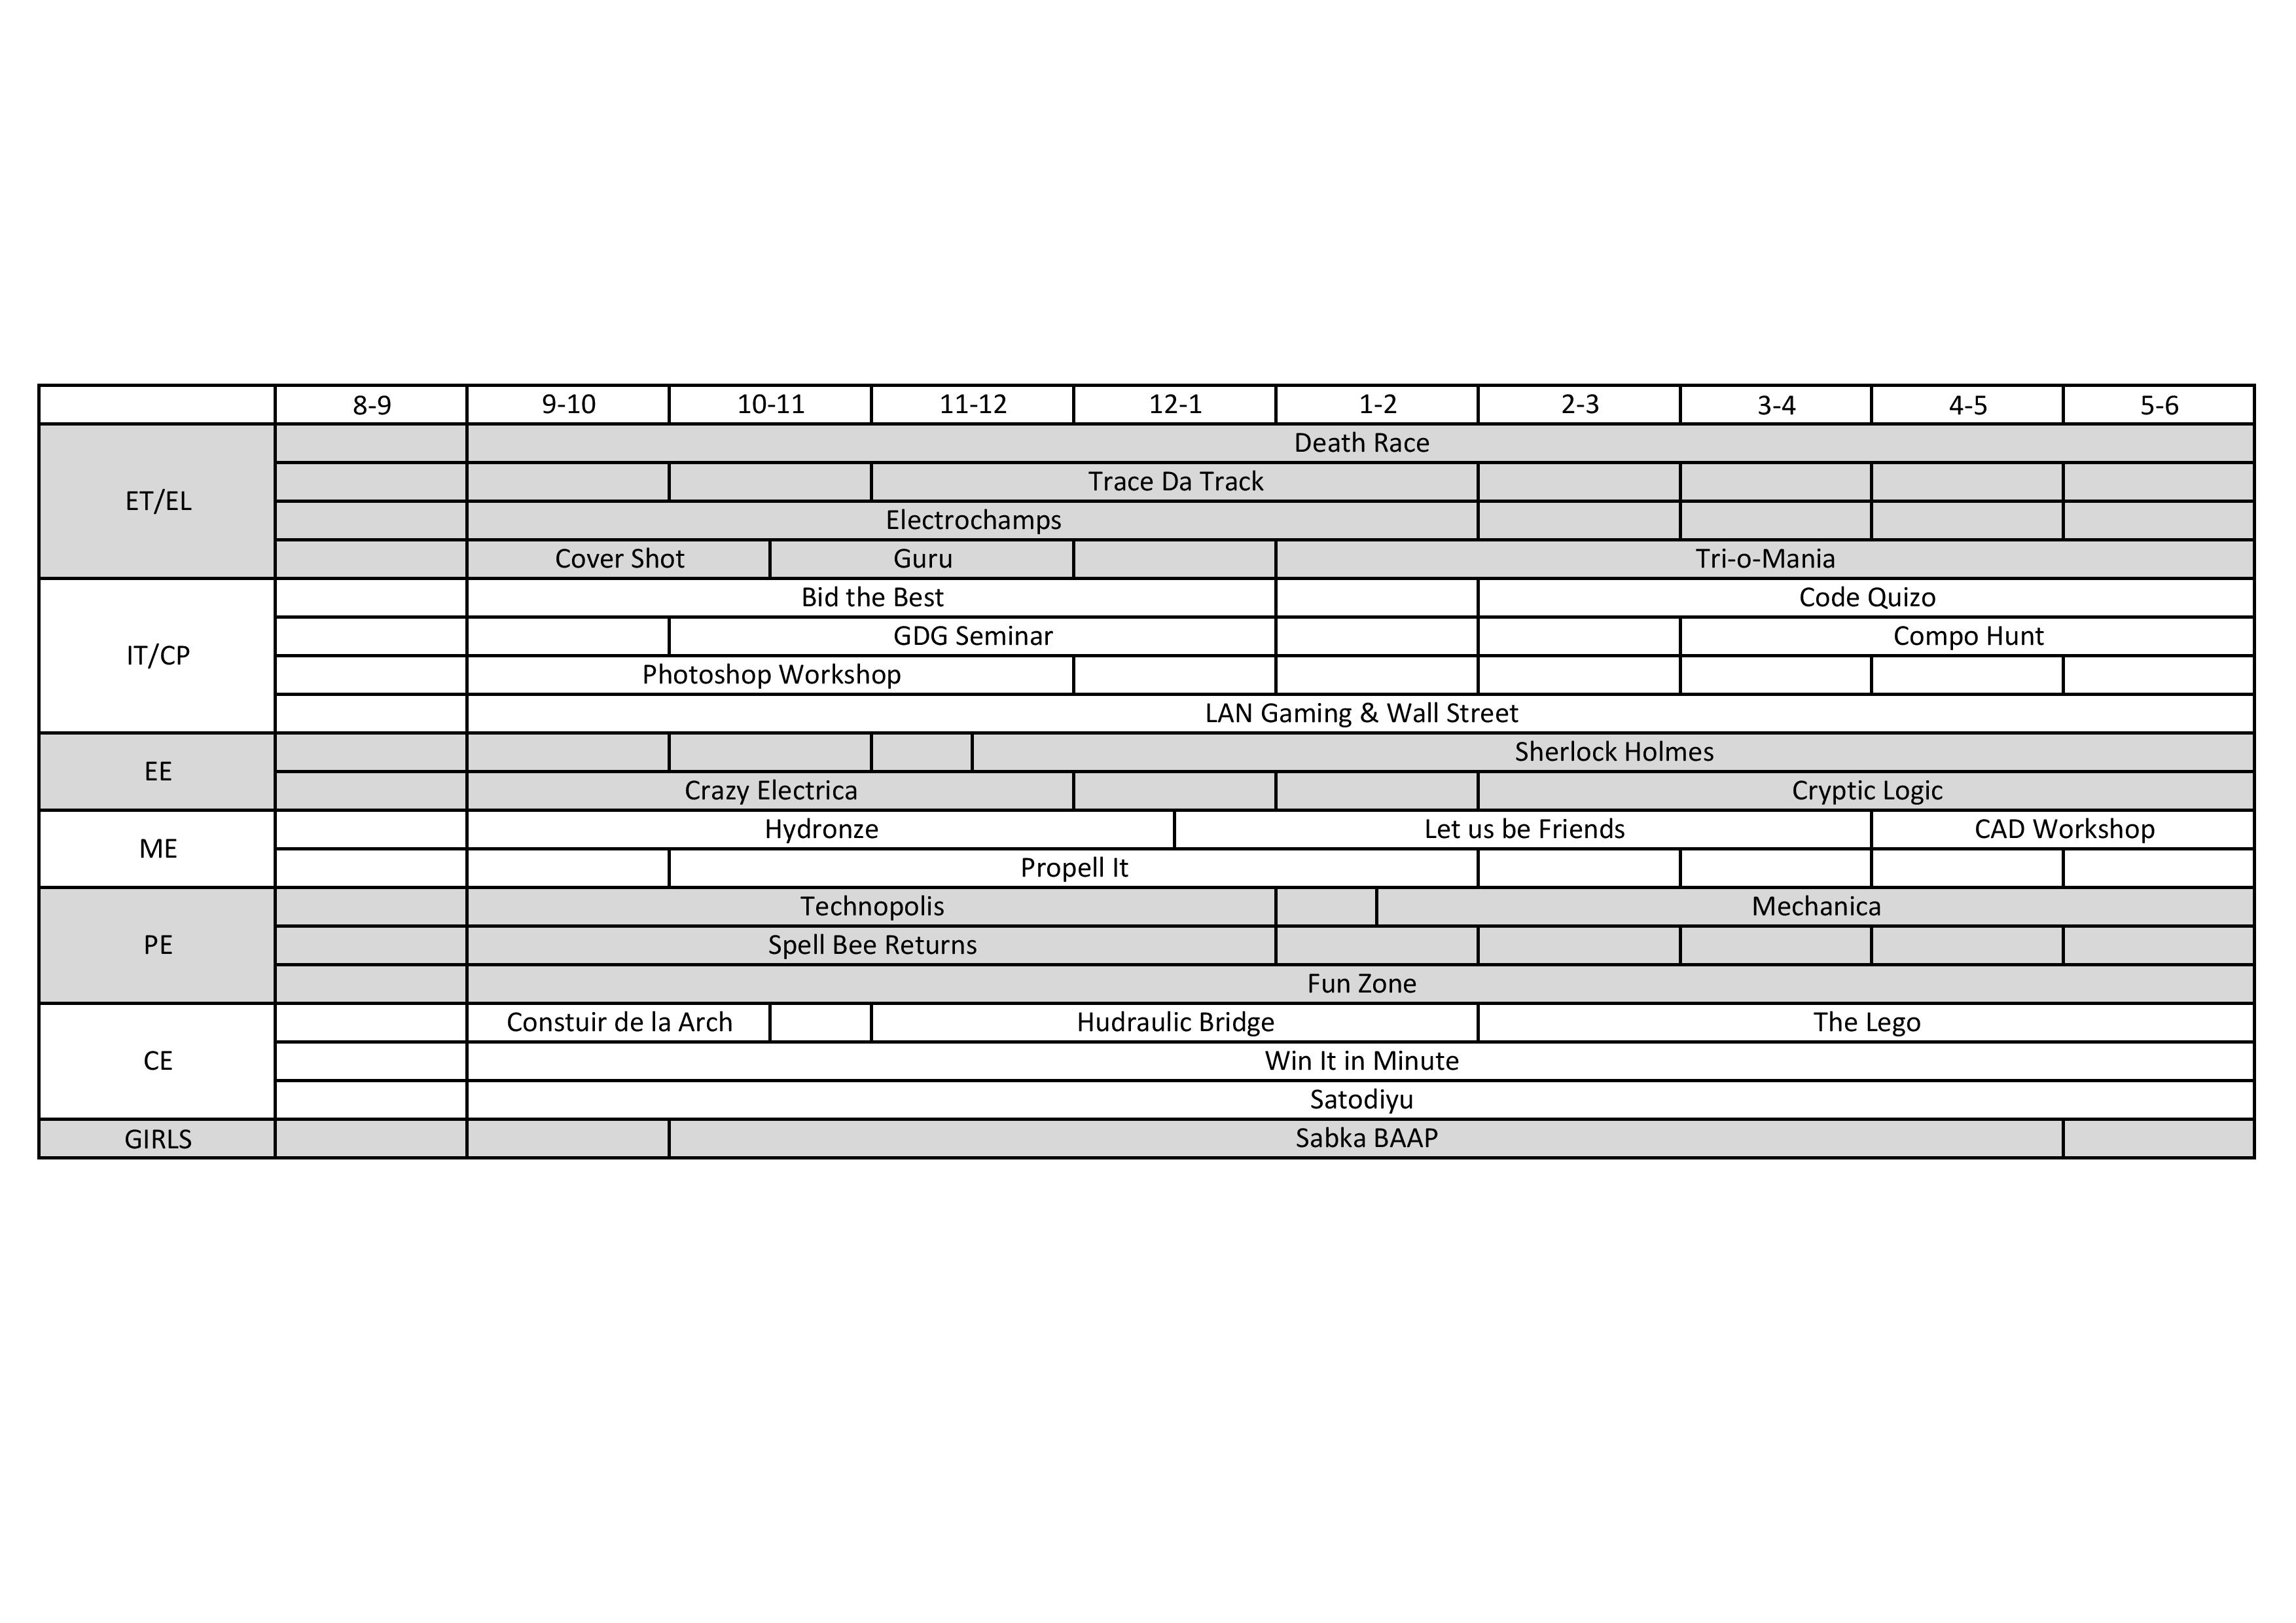 8-9 9-10 10-11 11-12 12-1 1-2 2-3 3-4 4-5 5-6
ET/EL
Death Race
Trace Da Track
Electrochamps
Cover Shot Guru Tri-o-Mania
IT/CP
Bid the Best Code Quizo
GDG Seminar Compo Hunt
Photoshop Workshop
LAN Gaming & Wall Street
EE
Sherlock Holmes
Crazy Electrica Cryptic Logic
ME
Hydronze Let us be Friends CAD Workshop
Propell It
PE
Technopolis Mechanica
Spell Bee Returns
Fun Zone
CE
Constuir de la Arch Hudraulic Bridge The Lego
Win It in Minute
Satodiyu
GIRLS Sabka BAAP